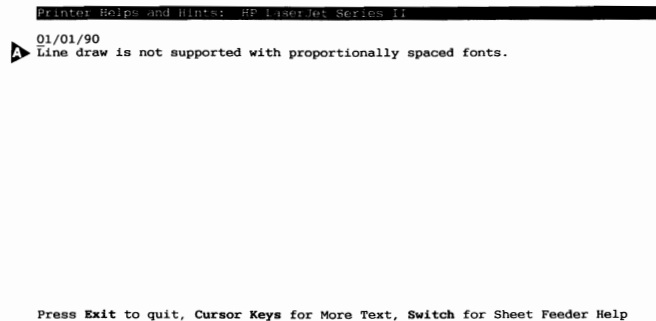 Printer Helps and Hints: HP LaserJet Series II
01/01/90
A Line draw is not supported with proportionally spaced fonts.
Press Exit to quit, Cursor Keys for More Text, Switch for Sheet Feeder Help